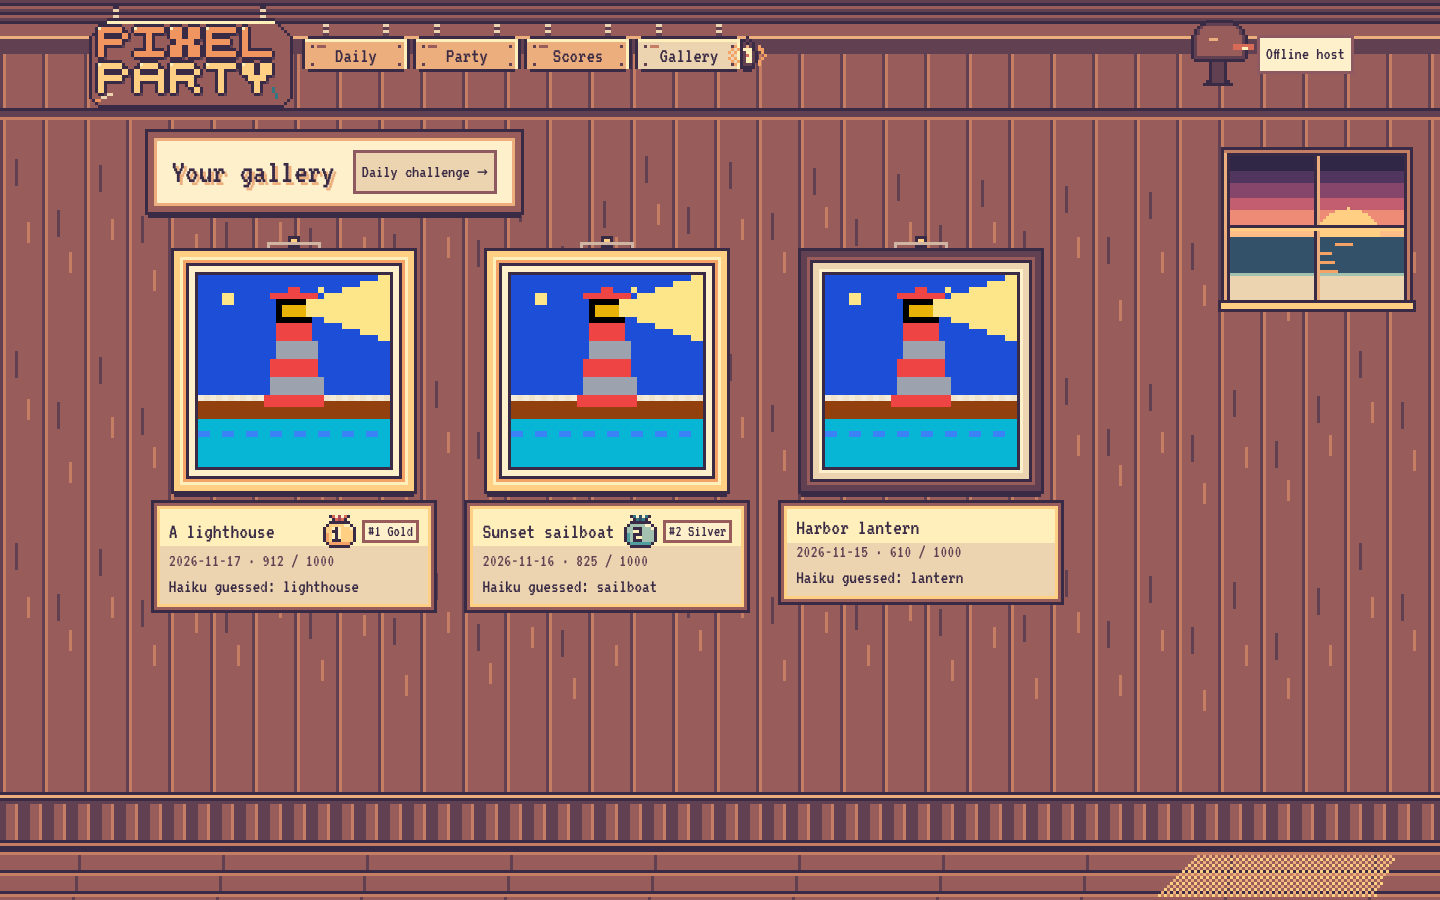 PIXEL
PARTY
Daily
Party
Scores
Gallery
Offline host
Your gallery
Daily challenge →
A lighthouse
1
#1 Gold
2026-11-17 · 912 / 1000
Haiku guessed: lighthouse
Sunset sailboat
2
#2 Silver
2026-11-16 · 825 / 1000
Haiku guessed: sailboat
Harbor lantern
2026-11-15 · 610 / 1000
Haiku guessed: lantern